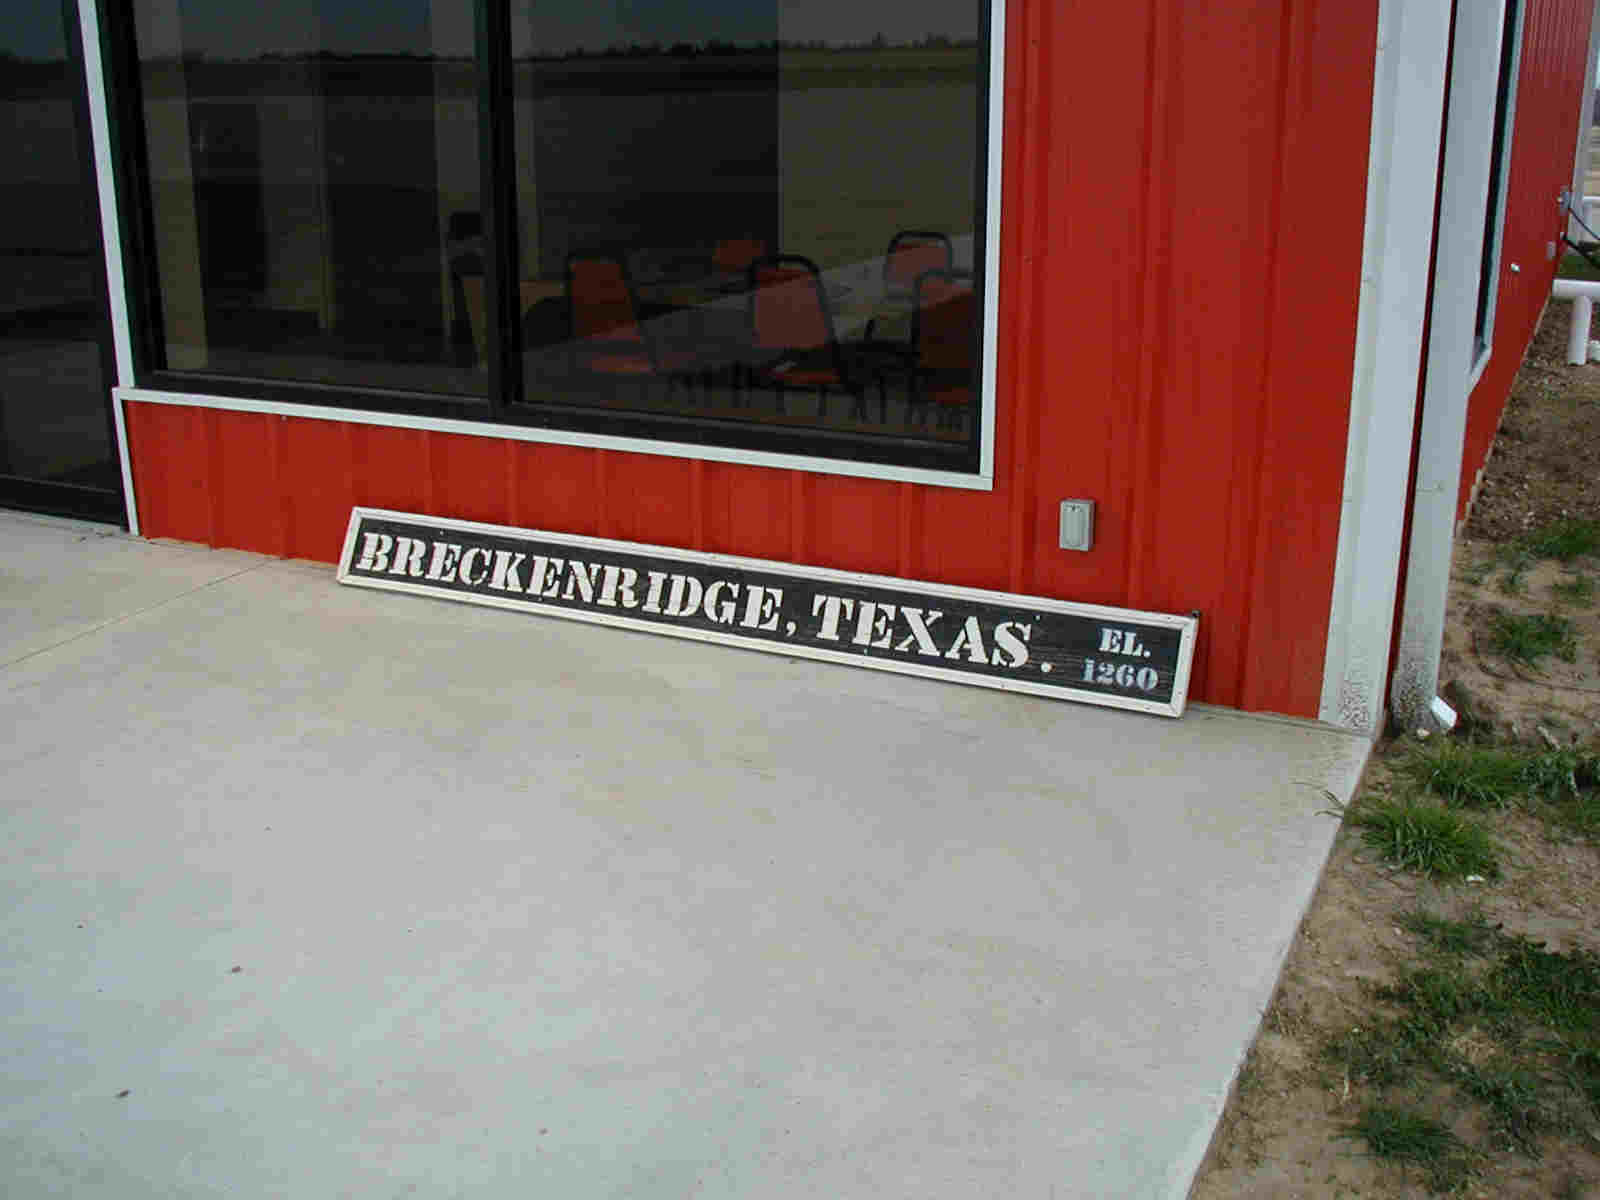 BRECKENRIDGE, TEXAS.
EL.
1260